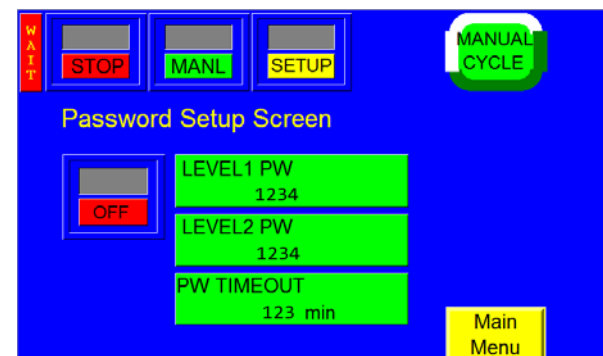 WAIT
STOP
MANL
SETUP
MANUAL
CYCLE
Password Setup Screen
OFF
LEVEL1 PW
1234
LEVEL2 PW
1234
PW TIMEOUT
123 min
Main
Menu